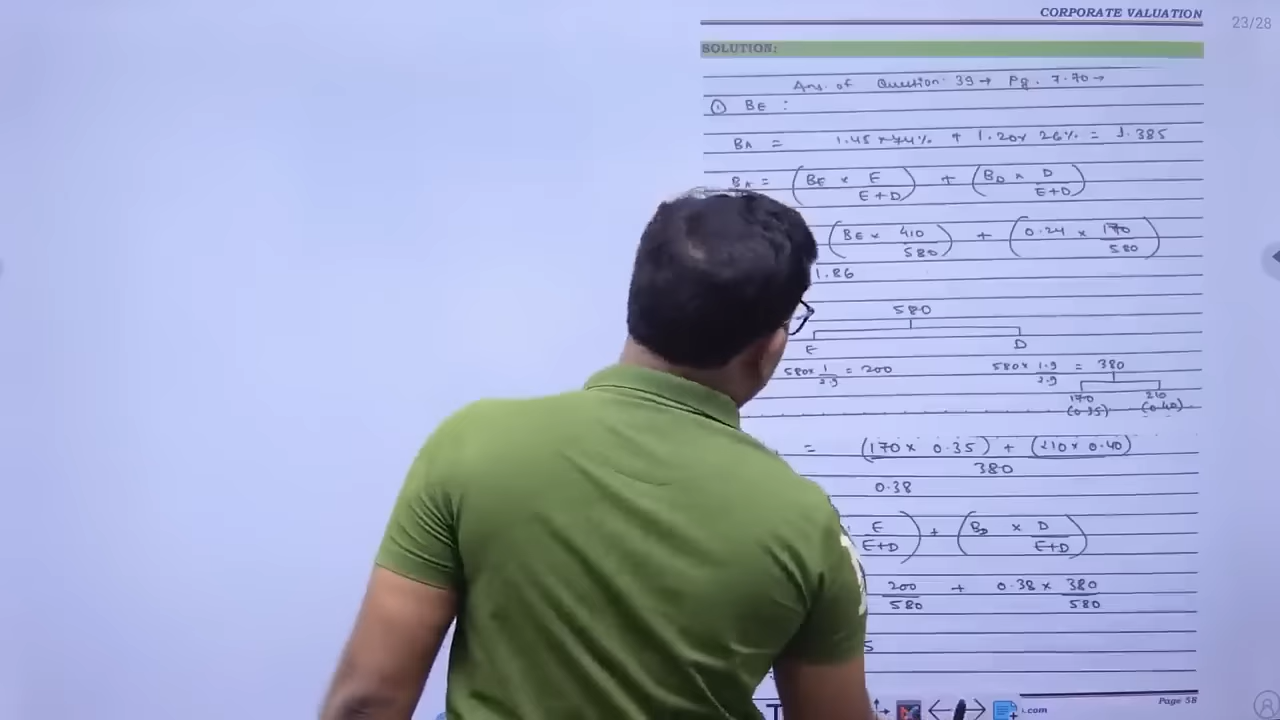 CORPORATE VALUATION
23/28
SOLUTION:
Ans. of Question. 39 → Pg. 7.70 →
① BE :
BA = 1.45 × 74% + 1.20 × 26% = 1.385
BA = (BE × E/E+D) + (BD × D/E+D)
(BE × 410/580) + (0.24 × 170/580)
1.86
580
E D
580 × 1/2.9 = 200 580 × 1.9/2.9 = 380
170 210
(0.35) (0.40)
= (170 × 0.35) + (210 × 0.40)
380
0.38
E/E+D) + (BD × D/E+D)
200/580 + 0.38 × 380/580
5
Page 58
.com